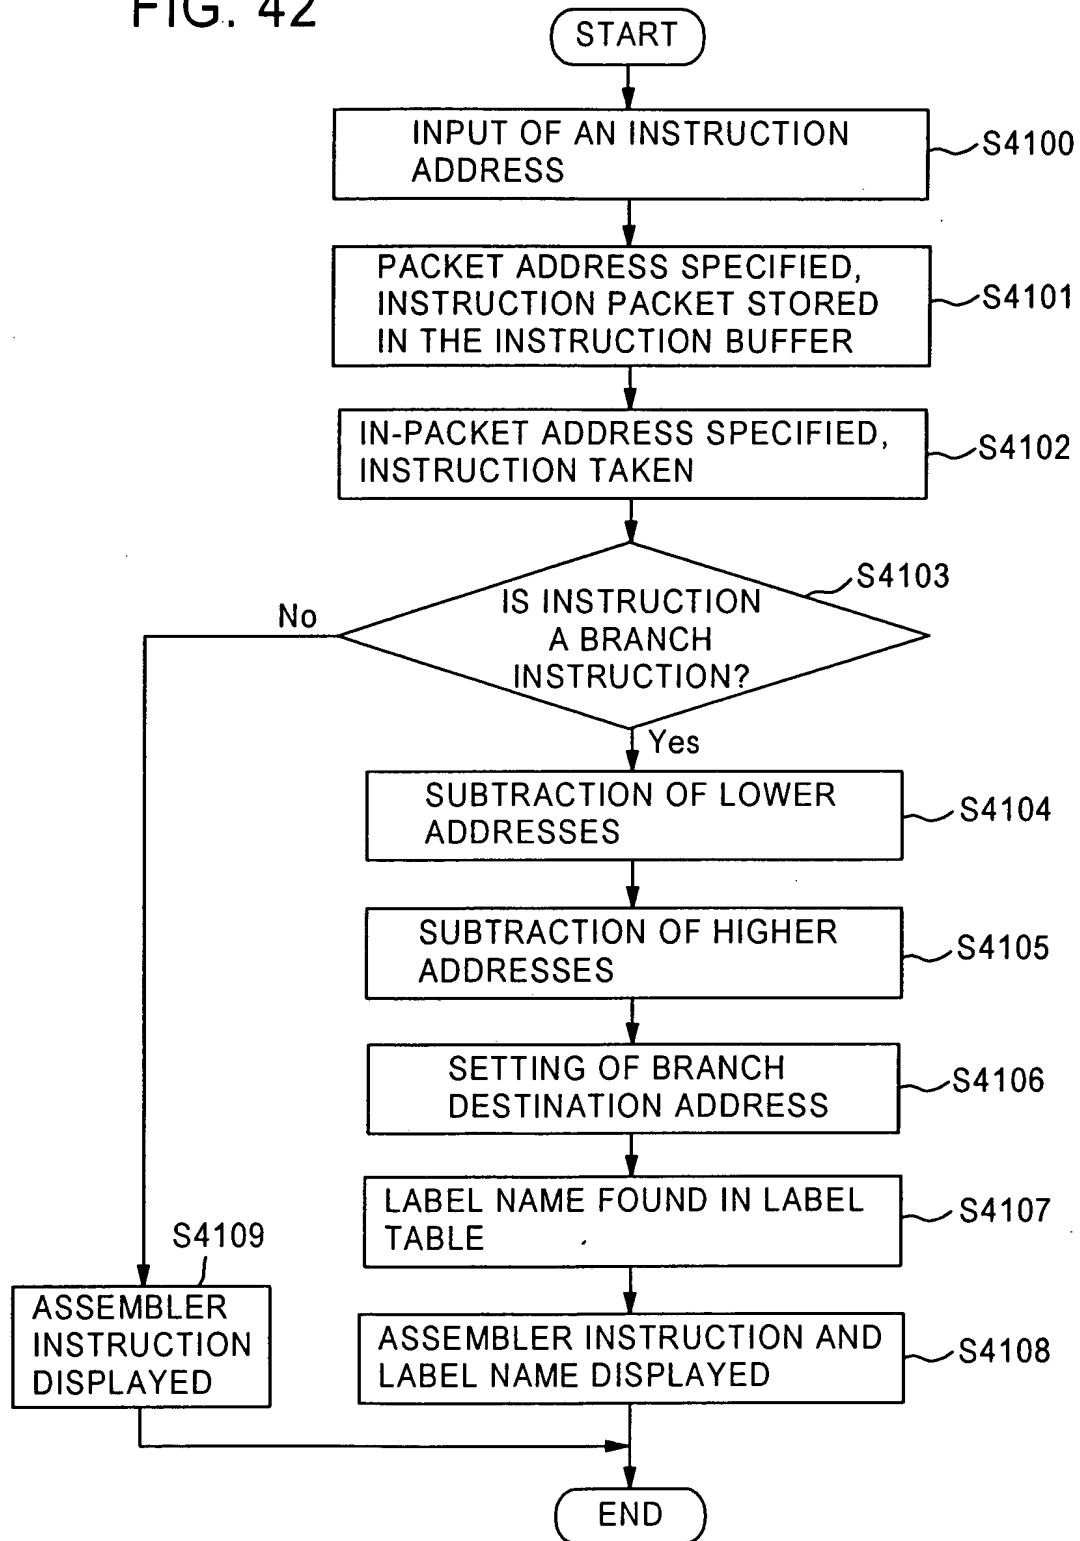 FIG. 42
START
INPUT OF AN INSTRUCTION
ADDRESS
S4100
PACKET ADDRESS SPECIFIED,
INSTRUCTION PACKET STORED
IN THE INSTRUCTION BUFFER
S4101
IN-PACKET ADDRESS SPECIFIED,
INSTRUCTION TAKEN
S4102
IS INSTRUCTION
A BRANCH
INSTRUCTION?
S4103
No
Yes
SUBTRACTION OF LOWER
ADDRESSES
S4104
SUBTRACTION OF HIGHER
ADDRESSES
S4105
SETTING OF BRANCH
DESTINATION ADDRESS
S4106
LABEL NAME FOUND IN LABEL
TABLE
S4107
S4109
ASSEMBLER
INSTRUCTION
DISPLAYED
ASSEMBLER INSTRUCTION AND
LABEL NAME DISPLAYED
S4108
END